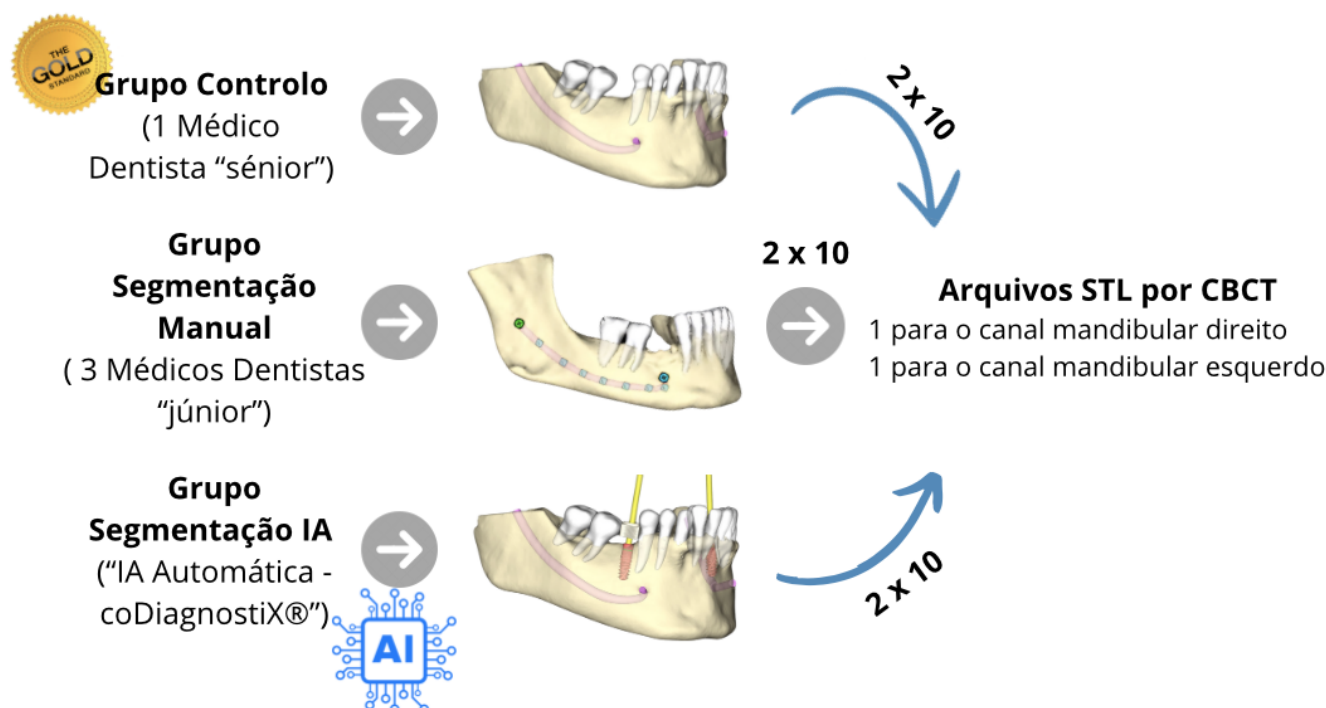 THE
GOLD
STANDARD
Grupo Controlo
(1 Médico
Dentista “sénior”)
2 x 10
Grupo
Segmentação
Manual
( 3 Médicos Dentistas
“júnior”)
2 x 10
Arquivos STL por CBCT
1 para o canal mandibular direito
1 para o canal mandibular esquerdo
Grupo
Segmentação IA
(“IA Automática -
coDiagnostiX®”)
AI
2 x 10